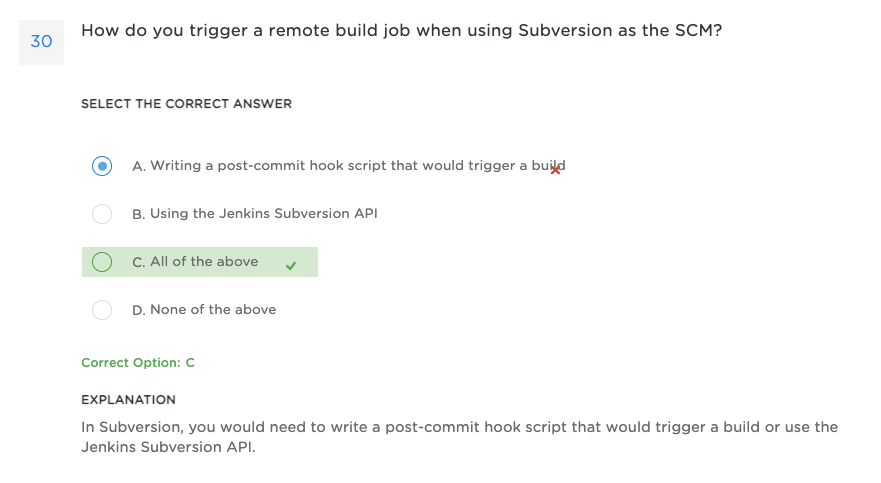 30
How do you trigger a remote build job when using Subversion as the SCM?
SELECT THE CORRECT ANSWER
A. Writing a post-commit hook script that would trigger a build
B. Using the Jenkins Subversion API
C. All of the above
D. None of the above
Correct Option: C
EXPLANATION
In Subversion, you would need to write a post-commit hook script that would trigger a build or use the
Jenkins Subversion API.